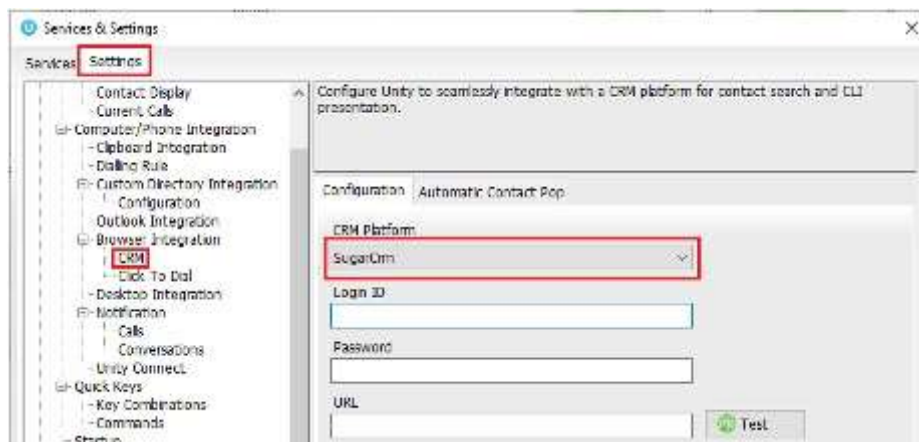 Services & Settings
Services Settings
Contact Display
Current Calls
Computer/Phone Integration
Clipboard Integration
Dialing Rule
Custom Directory Integration
Configuration
Outlook Integration
Browser Integration
CRM
Click To Dial
Desktop Integration
Notification
Calls
Conversations
Unity Connect
Quick Keys
Key Combinations
Commands
Startup
Configure Unity to seamlessly integrate with a CRM platform for contact search and CLI
presentation.
Configuration Automatic Contact Pop
CRM Platform
SugarCrm
Login ID
Password
URL
Test